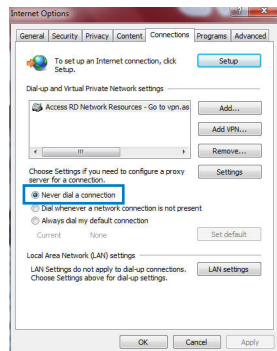 Internet Options
General Security Privacy Content Connections Programs Advanced
To set up an Internet connection, click Setup.
Setup
Dial-up and Virtual Private Network settings
Access RD Network Resources - Go to vpn.as
Add...
Add VPN...
Remove...
Choose Settings if you need to configure a proxy
server for a connection.
Settings
Never dial a connection
Dial whenever a network connection is not present
Always dial my default connection
Current None
Set default
Local Area Network (LAN) settings
LAN Settings do not apply to dial-up connections.
Choose Settings above for dial-up settings.
LAN settings
OK Cancel Apply